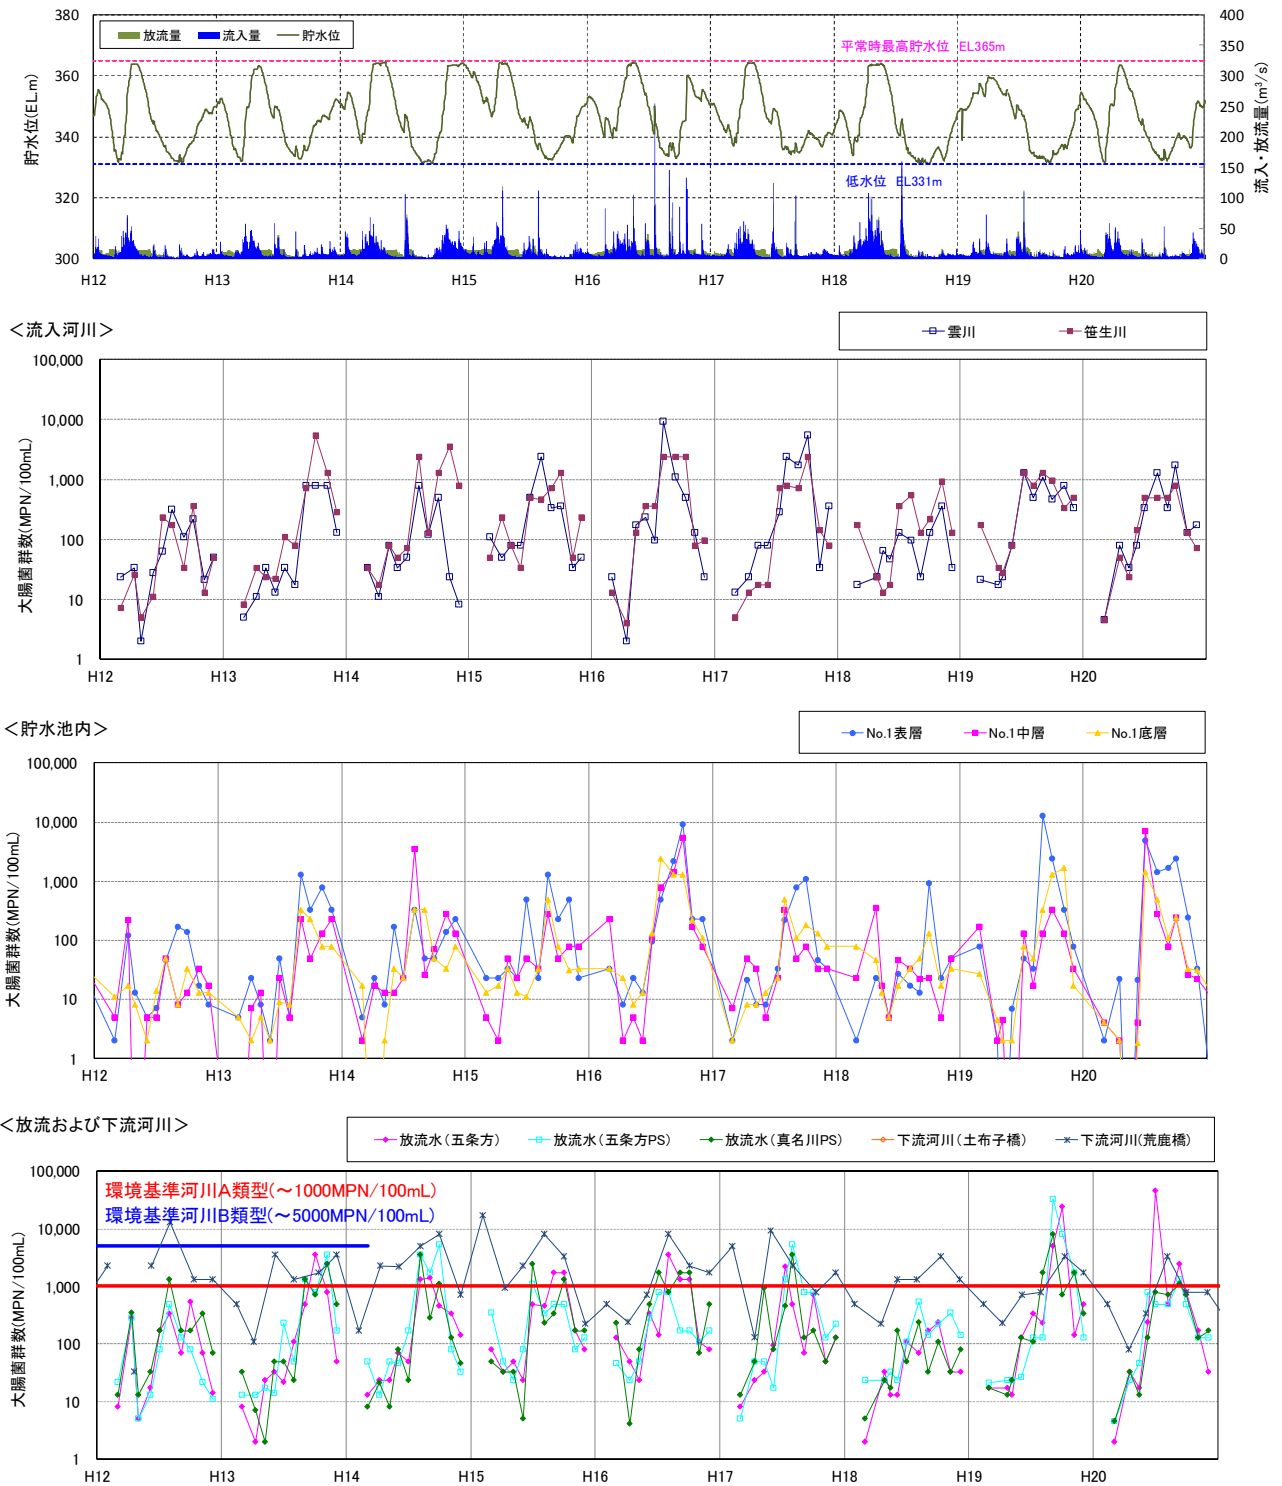 380
360
340
320
300
貯水位(EL.m)
放流量 流入量 貯水位
平常時最高貯水位 EL365m
低水位 EL331m
400
350
300
250
200
150
100
50
0
流入・放流量(m³/s)
H12 H13 H14 H15 H16 H17 H18 H19 H20
＜流入河川＞
雲川 笹生川
100,000
10,000
1,000
100
10
1
大腸菌群数(MPN/100mL)
H12 H13 H14 H15 H16 H17 H18 H19 H20
＜貯水池内＞
No.1表層 No.1中層 No.1底層
100,000
10,000
1,000
100
10
1
大腸菌群数(MPN/100mL)
H12 H13 H14 H15 H16 H17 H18 H19 H20
＜放流および下流河川＞
放流水（五条方） 放流水（五条方PS） 放流水（真名川PS） 下流河川（土布子橋） 下流河川（荒鹿橋）
環境基準河川A類型(～1000MPN/100mL)
環境基準河川B類型(～5000MPN/100mL)
100,000
10,000
1,000
100
10
1
大腸菌群数(MPN/100mL)
H12 H13 H14 H15 H16 H17 H18 H19 H20